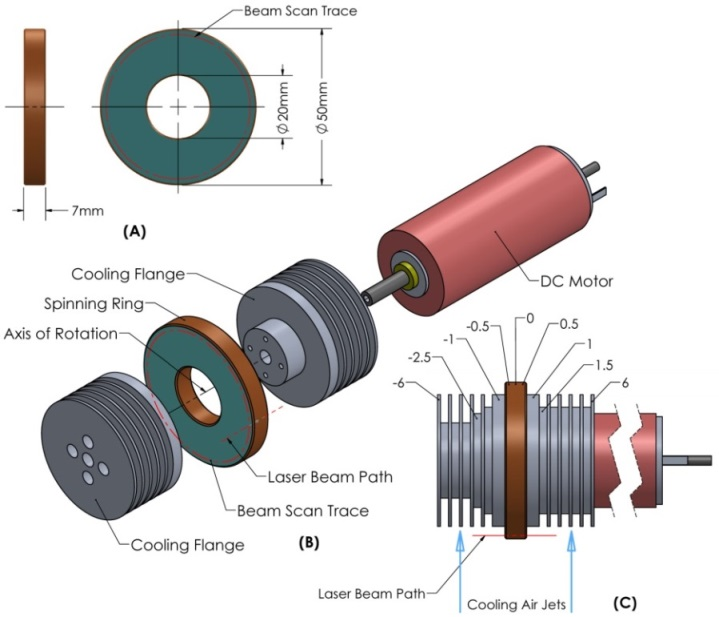 Beam Scan Trace
Ø20mm
Ø50mm
7mm
(A)
Cooling Flange
Spinning Ring
Axis of Rotation
DC Motor
0
-0.5
0.5
-1
1
-2.5
1.5
-6
6
Laser Beam Path
Beam Scan Trace
Cooling Flange
(B)
Laser Beam Path
Cooling Air Jets
(C)